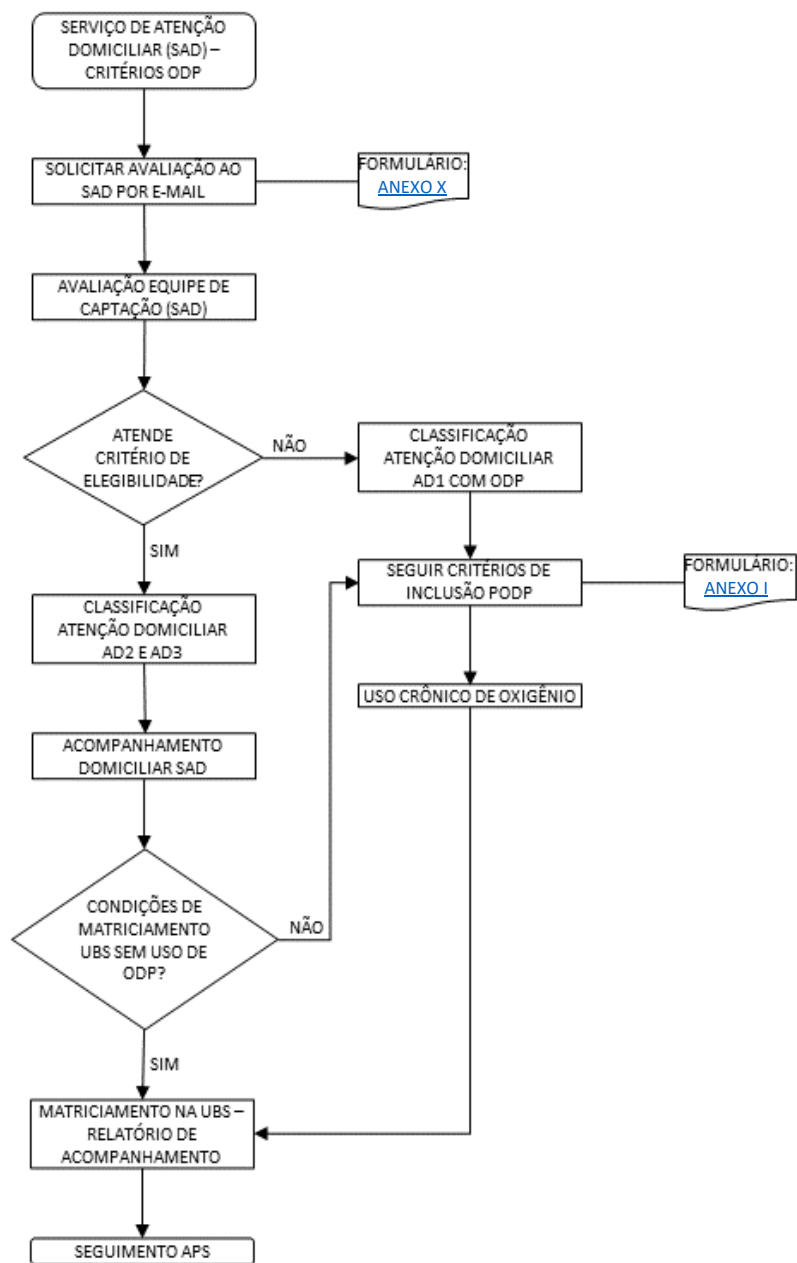 SERVIÇO DE ATENÇÃO
DOMICILIAR (SAD) –
CRITÉRIOS ODP
SOLICITAR AVALIAÇÃO AO
SAD POR E-MAIL
FORMULÁRIO:
ANEXO X
AVALIAÇÃO EQUIPE DE
CAPTAÇÃO (SAD)
ATENDE
CRITÉRIO DE
ELEGIBILIDADE?
NÃO
CLASSIFICAÇÃO
ATENÇÃO DOMICILIAR
AD1 COM ODP
SIM
SEGUIR CRITÉRIOS DE
INCLUSÃO PODP
FORMULÁRIO:
ANEXO I
CLASSIFICAÇÃO
ATENÇÃO DOMICILIAR
AD2 E AD3
USO CRÔNICO DE OXIGÊNIO
ACOMPANHAMENTO
DOMICILIAR SAD
CONDIÇÕES DE
MATRICIAMENTO
UBS SEM USO DE
ODP?
NÃO
SIM
MATRICIAMENTO NA UBS –
RELATÓRIO DE
ACOMPANHAMENTO
SEGUIMENTO APS